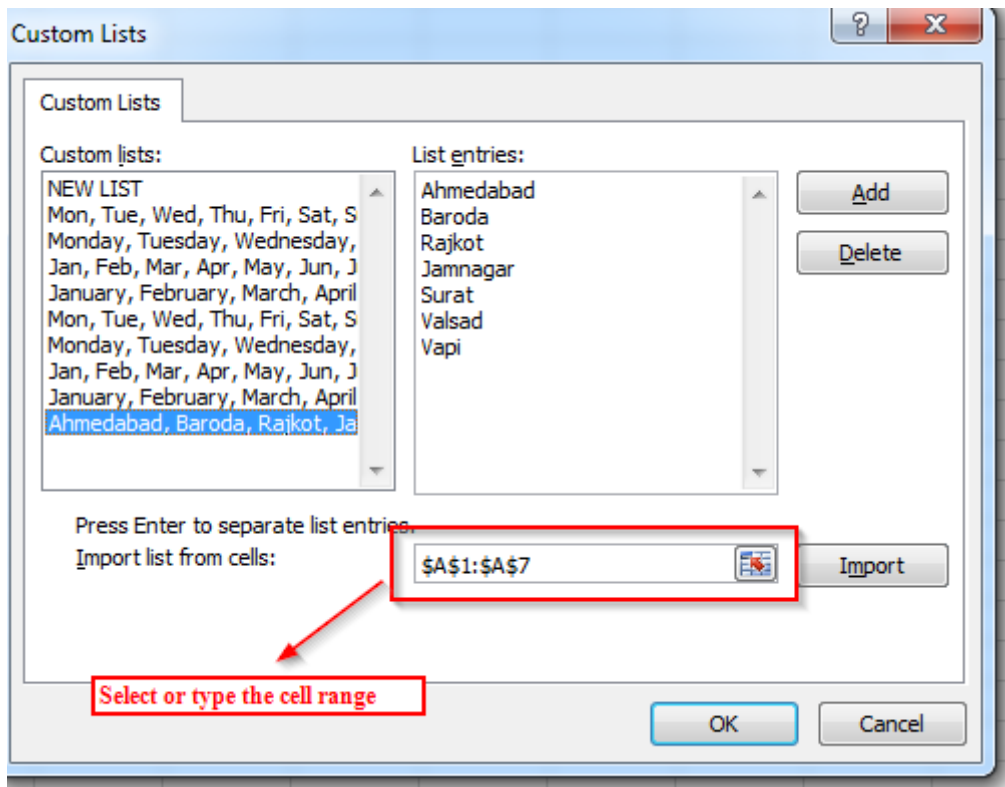 Custom Lists
Custom Lists
Custom lists:
NEW LIST
Mon, Tue, Wed, Thu, Fri, Sat, S
Monday, Tuesday, Wednesday,
Jan, Feb, Mar, Apr, May, Jun, J
January, February, March, April
Mon, Tue, Wed, Thu, Fri, Sat, S
Monday, Tuesday, Wednesday,
Jan, Feb, Mar, Apr, May, Jun, J
January, February, March, April
Ahmedabad, Baroda, Rajkot, Ja
List entries:
Ahmedabad
Baroda
Rajkot
Jamnagar
Surat
Valsad
Vapi
Add
Delete
Press Enter to separate list entries.
Import list from cells:
$A$1:$A$7
Import
Select or type the cell range
OK
Cancel